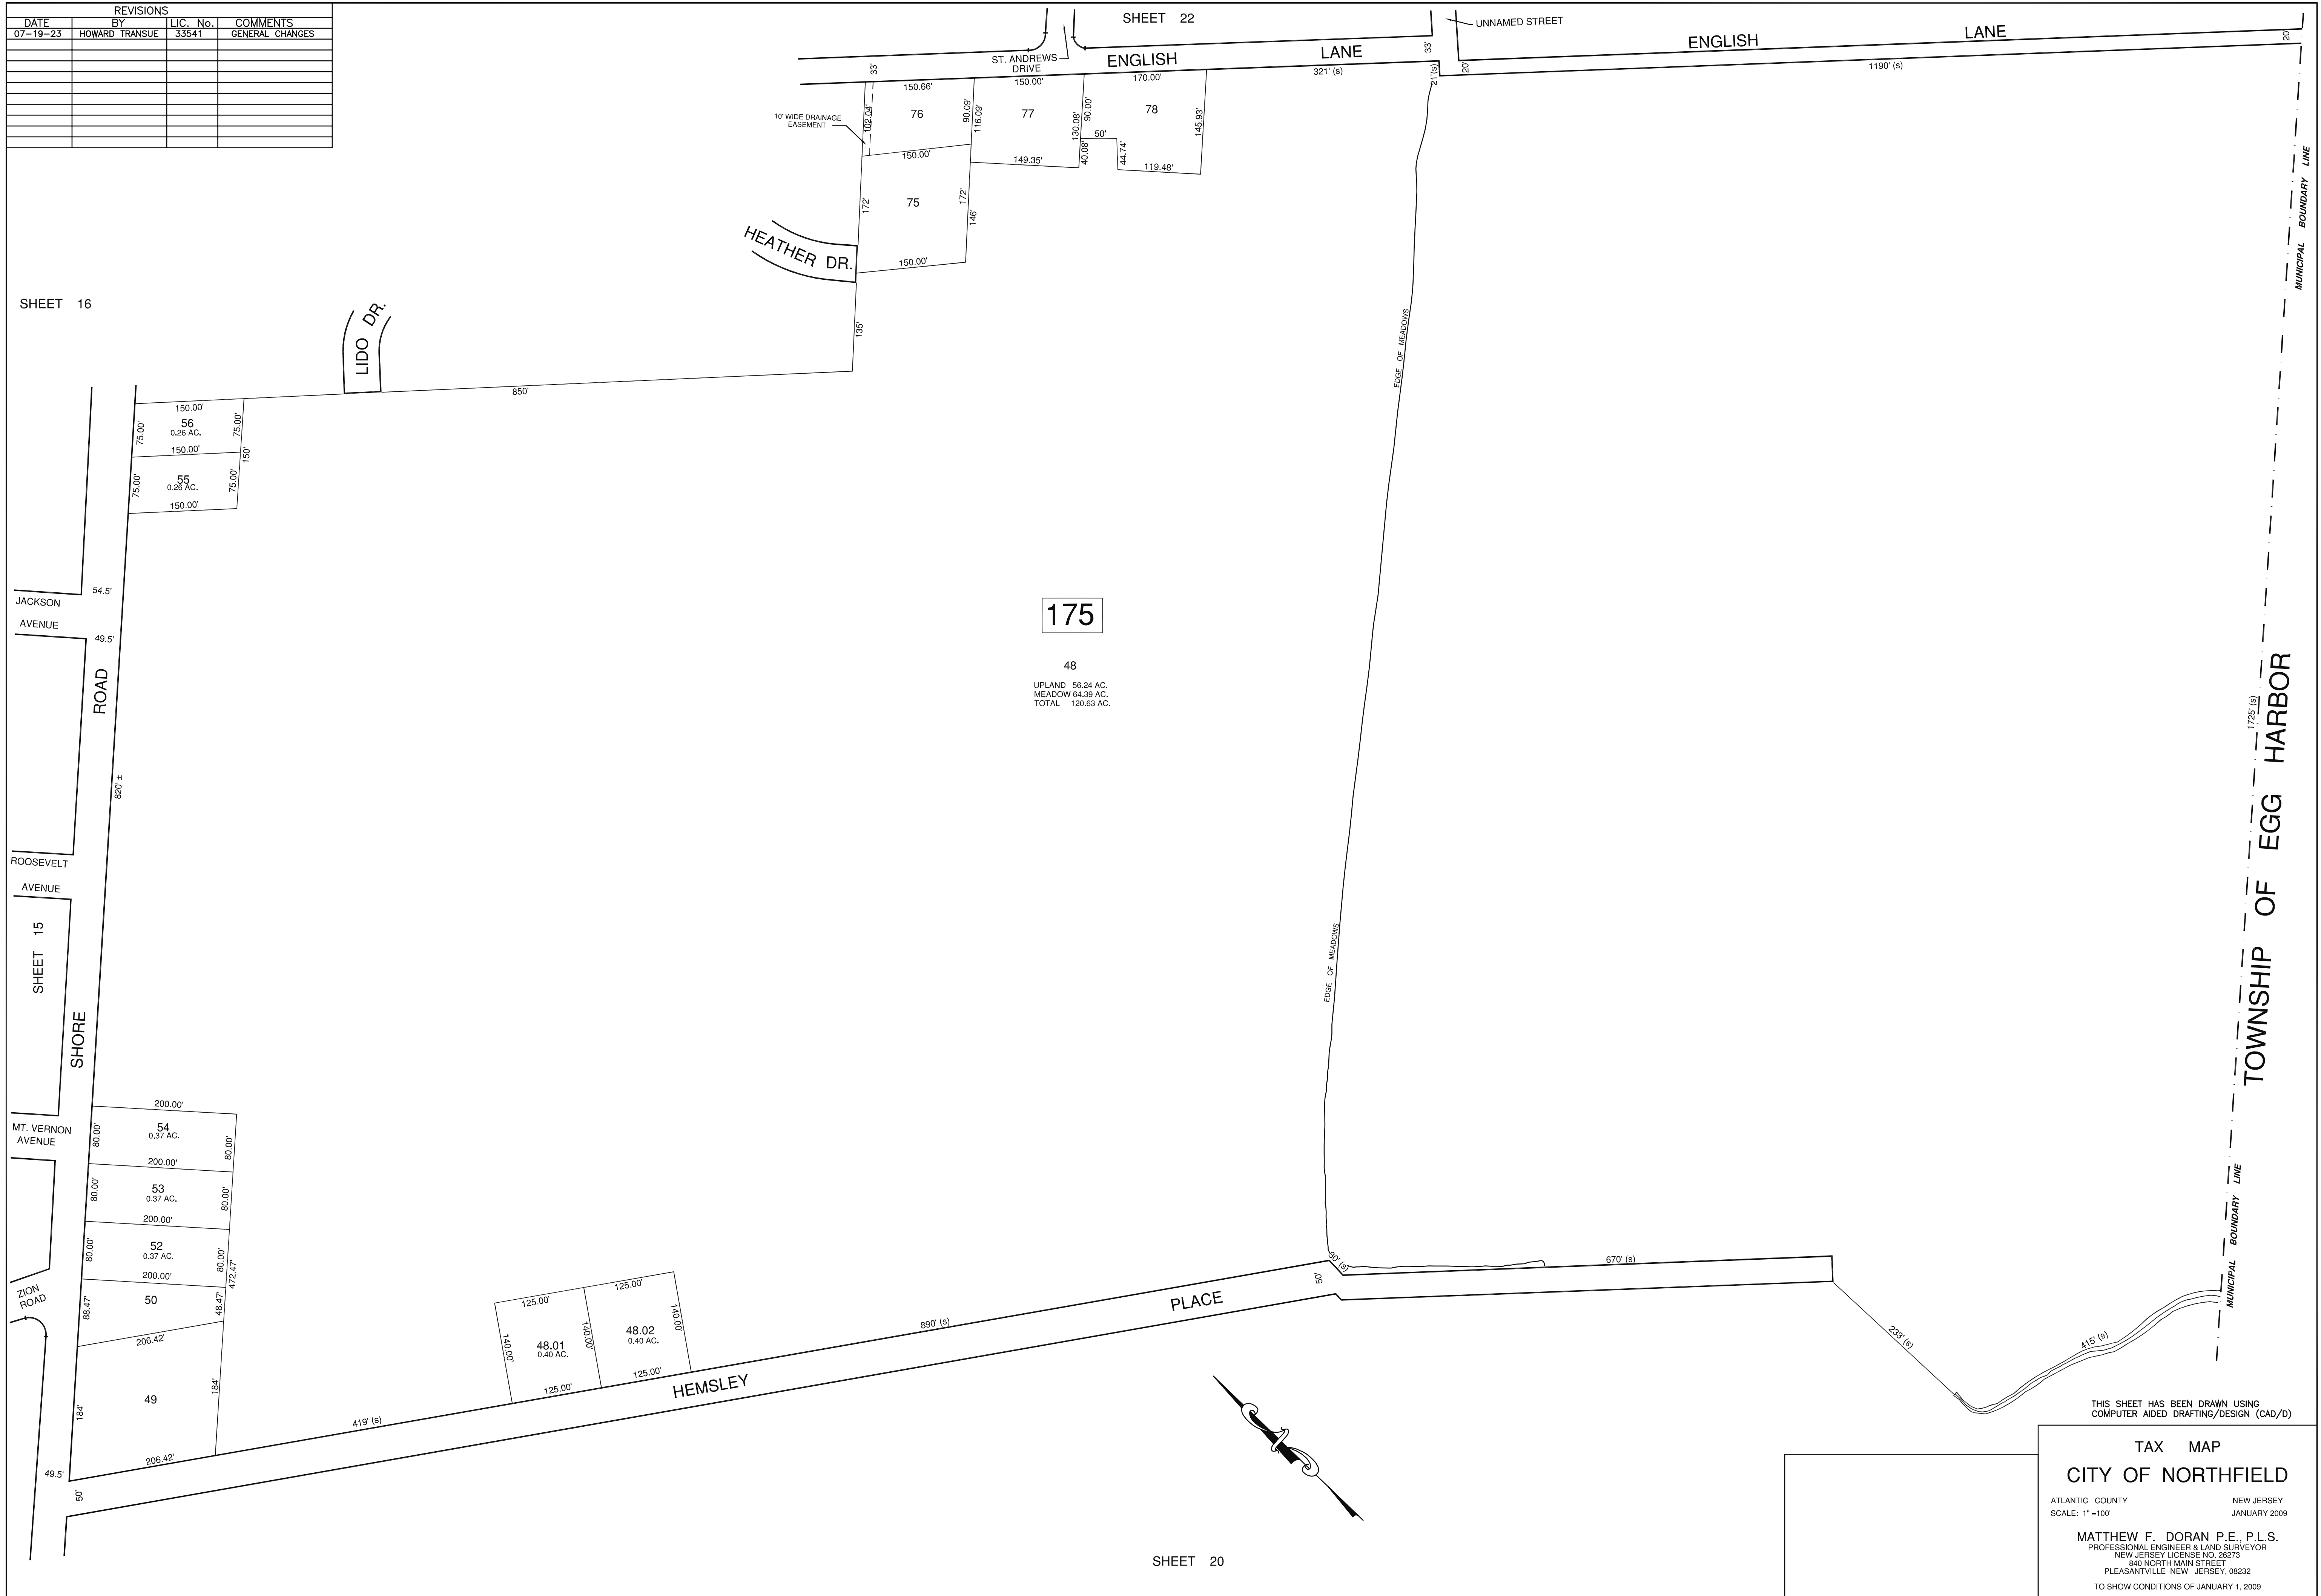 REVISIONS
DATE BY LIC. No. COMMENTS
07-19-23 HOWARD TRANSUE 33541 GENERAL CHANGES
SHEET 22
UNNAMED STREET
ST. ANDREWS
DRIVE
ENGLISH LANE
ENGLISH LANE
33'
33'
20'
20'
21'(s)
321' (s)
1190' (s)
10' WIDE DRAINAGE
EASEMENT
150.66'
102.04'
76
90.09'
150.00'
116.09'
150.00'
77
130.08'
149.35'
170.00'
90.00'
78
145.93'
50'
40.08'
44.74'
119.48'
172'
75
172'
146'
150.00'
HEATHER DR.
135'
MUNICIPAL BOUNDARY LINE
SHEET 16
LIDO DR.
850'
EDGE OF MEADOWS
150.00'
75.00'
56
0.26 AC.
75.00'
150.00'
150'
75.00'
55
0.26 AC.
75.00'
150.00'
54.5'
JACKSON
AVENUE
49.5'
175
48
UPLAND 56.24 AC.
MEADOW 64.39 AC.
TOTAL 120.63 AC.
SHORE ROAD
820' ±
1725' (s)
TOWNSHIP OF EGG HARBOR
ROOSEVELT
AVENUE
SHEET 15
EDGE OF MEADOWS
MT. VERNON
AVENUE
200.00'
80.00'
54
0.37 AC.
80.00'
200.00'
80.00'
53
0.37 AC.
80.00'
200.00'
80.00'
52
0.37 AC.
80.00'
472.47'
200.00'
88.47'
50
48.47'
206.42'
184'
49
184'
206.42'
ZION
ROAD
49.5'
50'
419' (s)
125.00'
125.00'
140.00'
48.01
0.40 AC.
140.00'
48.02
0.40 AC.
140.00'
125.00'
125.00'
HEMSLEY PLACE
890' (s)
50'
30' (s)
670' (s)
233' (s)
415' (s)
MUNICIPAL BOUNDARY LINE
SHEET 20
THIS SHEET HAS BEEN DRAWN USING
COMPUTER AIDED DRAFTING/DESIGN (CAD/D)
TAX MAP
CITY OF NORTHFIELD
ATLANTIC COUNTY NEW JERSEY
SCALE: 1" =100' JANUARY 2009
MATTHEW F. DORAN P.E., P.L.S.
PROFESSIONAL ENGINEER & LAND SURVEYOR
NEW JERSEY LICENSE NO. 26273
840 NORTH MAIN STREET
PLEASANTVILLE NEW JERSEY, 08232
TO SHOW CONDITIONS OF JANUARY 1, 2009